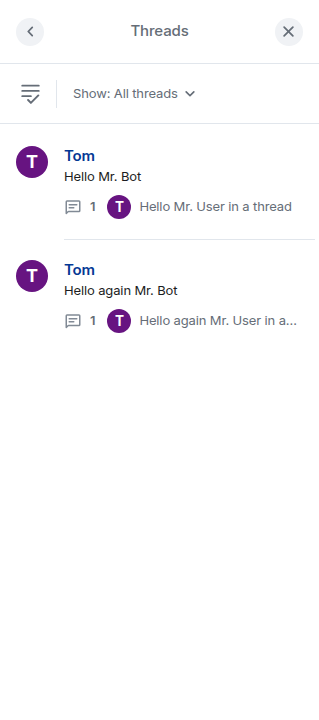 Threads
Show: All threads
T
Tom
Hello Mr. Bot
1 T Hello Mr. User in a thread
T
Tom
Hello again Mr. Bot
1 T Hello again Mr. User in a...